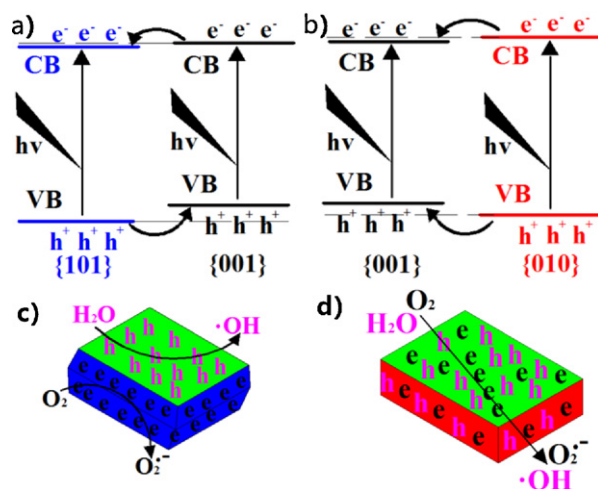 a)
e⁻ e⁻ e⁻
e⁻ e⁻ e⁻
CB
CB
hν
hν
VB
VB
h⁺ h⁺ h⁺
h⁺ h⁺ h⁺
{101}
{001}
b)
e⁻ e⁻ e⁻
e⁻ e⁻ e⁻
CB
CB
hν
hν
VB
VB
h⁺ h⁺ h⁺
h⁺ h⁺ h⁺
{001}
{010}
c)
H₂O
·OH
h h h h h h h h h h
O₂
e e e e e e e e e e e e e e e
O₂·⁻
d)
O₂
H₂O
e h e h e h e h e h e h e h e
h e h e h e h e
O₂·⁻
·OH